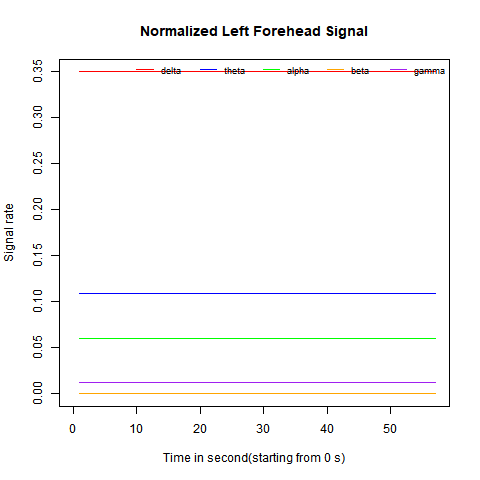 Normalized Left Forehead Signal
delta theta alpha beta gamma
0.35
0.30
0.25
0.20
0.15
0.10
0.05
0.00
Signal rate
0 10 20 30 40 50
Time in second(starting from 0 s)